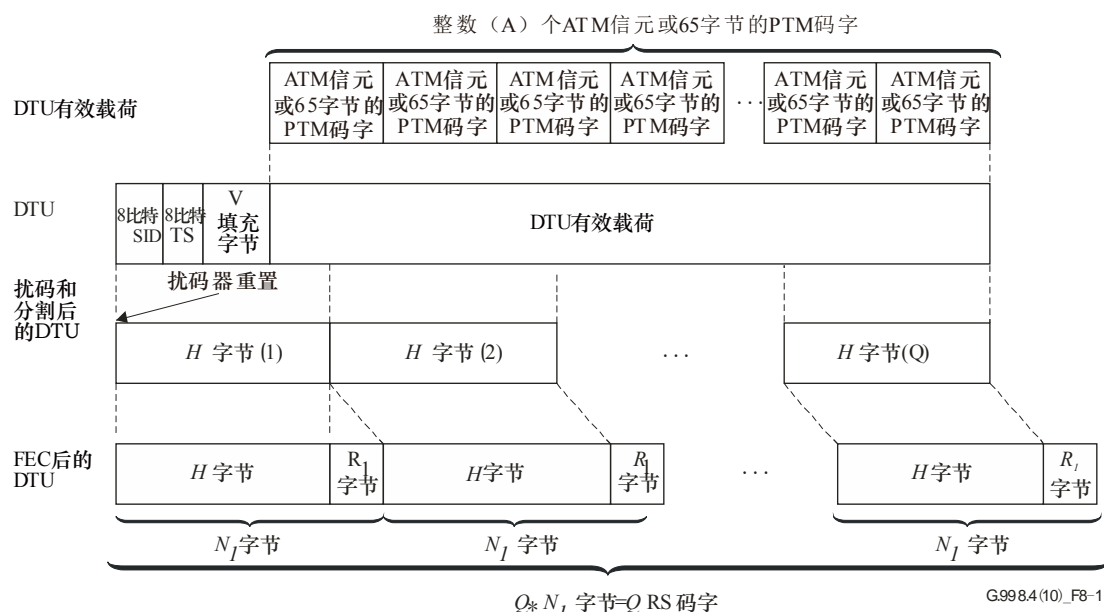 整数（A）个ATM信元或65字节的PTM码字
DTU有效载荷
ATM信元
或65字节的
PTM码字
ATM信元
或65字节的
PTM码字
ATM信元
或65字节的
PTM码字
ATM信元
或65字节的
PTM码字
···
ATM信元
或65字节的
PTM码字
ATM信元
或65字节的
PTM码字
DTU
8比特
SID
8比特
TS
V
填充
字节
DTU有效载荷
扰码器重置
扰码和
分割后
的DTU
H 字节 (1)
H 字节 (2)
···
H 字节(Q)
FEC后的
DTU
H 字节
R1
字节
H字节
R1
字节
···
H 字节
R1
字节
N1字节
N1 字节
N1 字节
Q* N1 字节=Q RS 码字
G.998.4(10)_F8-1